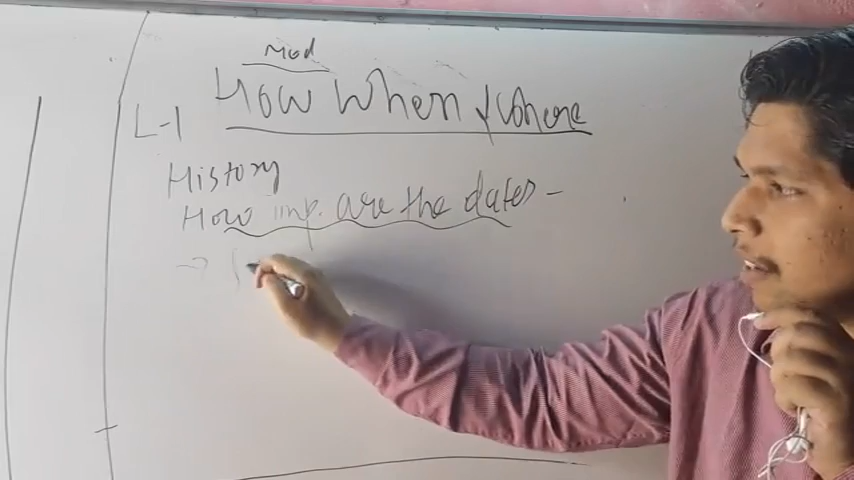 Mod
L-1 How When & Where
History
How imp. are the dates -
→